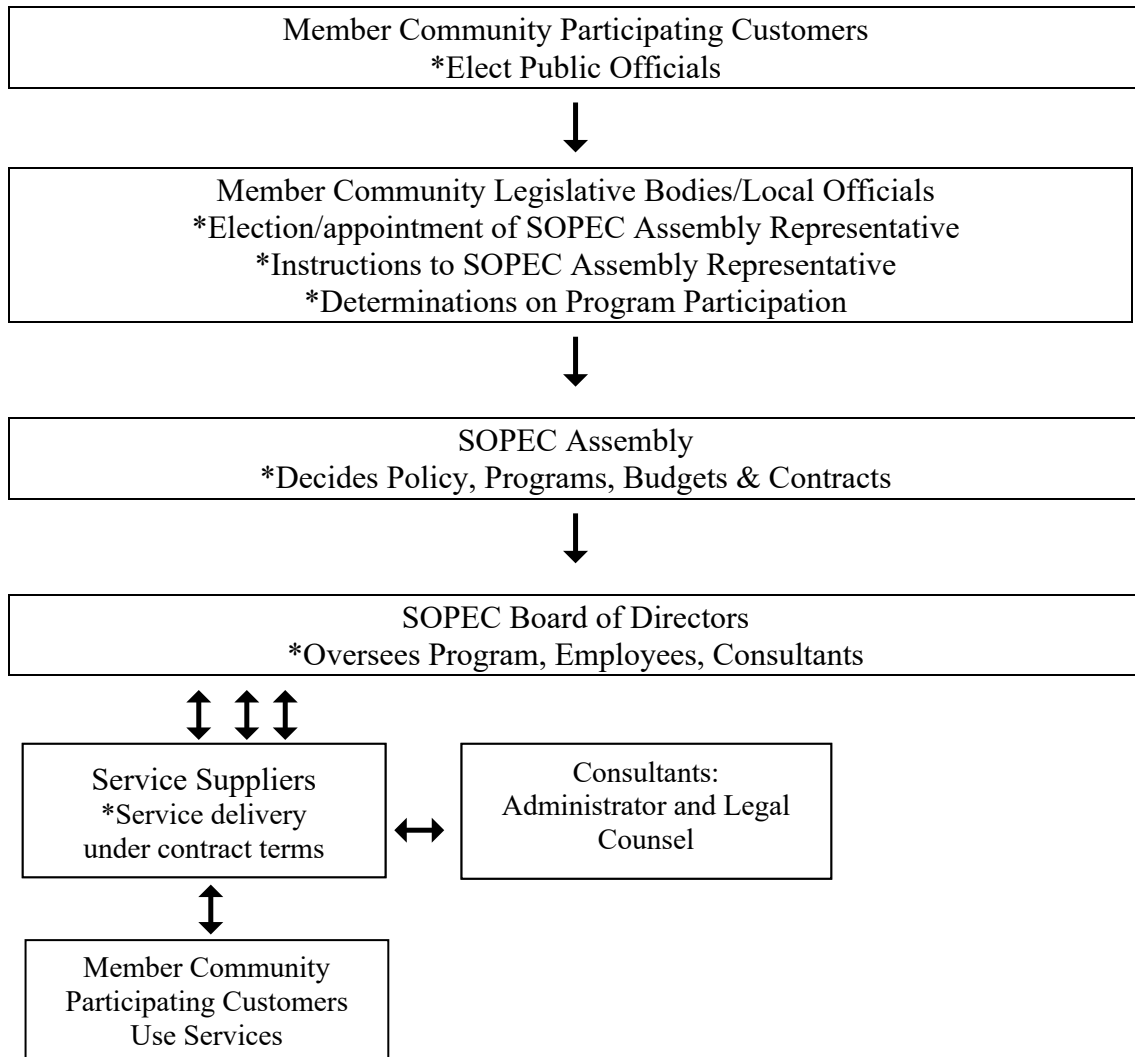 Member Community Participating Customers
*Elect Public Officials
Member Community Legislative Bodies/Local Officials
*Election/appointment of SOPEC Assembly Representative
*Instructions to SOPEC Assembly Representative
*Determinations on Program Participation
SOPEC Assembly
*Decides Policy, Programs, Budgets & Contracts
SOPEC Board of Directors
*Oversees Program, Employees, Consultants
Service Suppliers
*Service delivery
under contract terms
Consultants:
Administrator and Legal
Counsel
Member Community
Participating Customers
Use Services